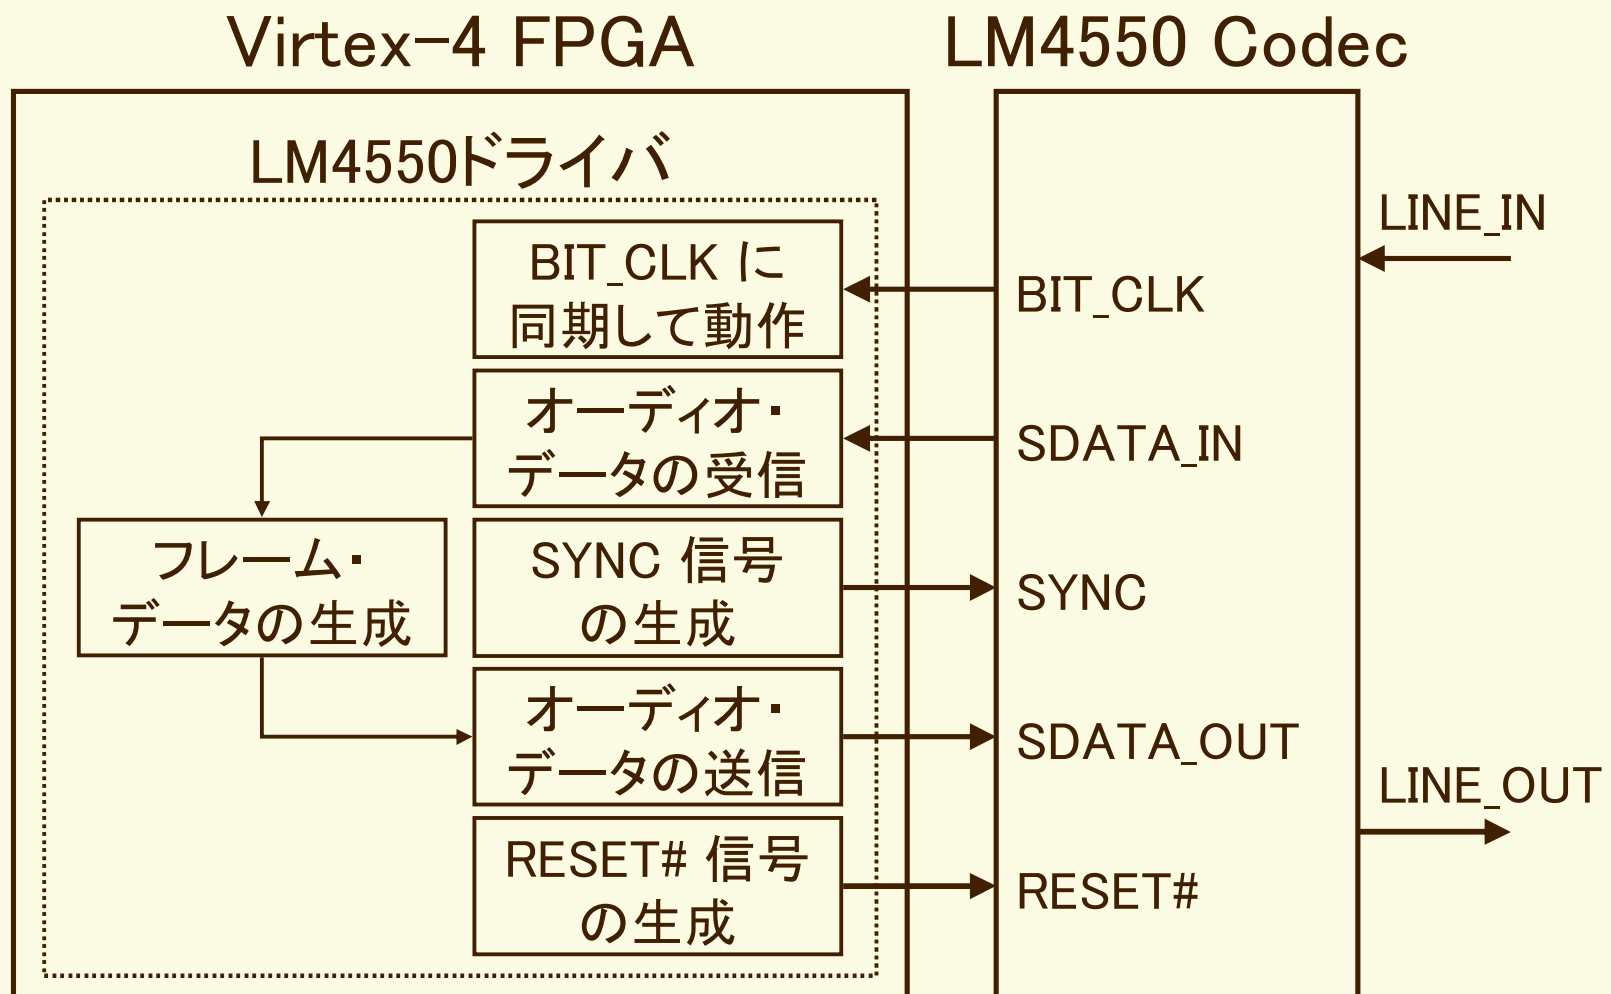 Virtex-4 FPGA
LM4550 Codec
LM4550ドライバ
LINE_IN
BIT_CLK に
同期して動作
BIT_CLK
オーディオ・
データの受信
SDATA_IN
フレーム・
データの生成
SYNC 信号
の生成
SYNC
オーディオ・
データの送信
SDATA_OUT
LINE_OUT
RESET# 信号
の生成
RESET#